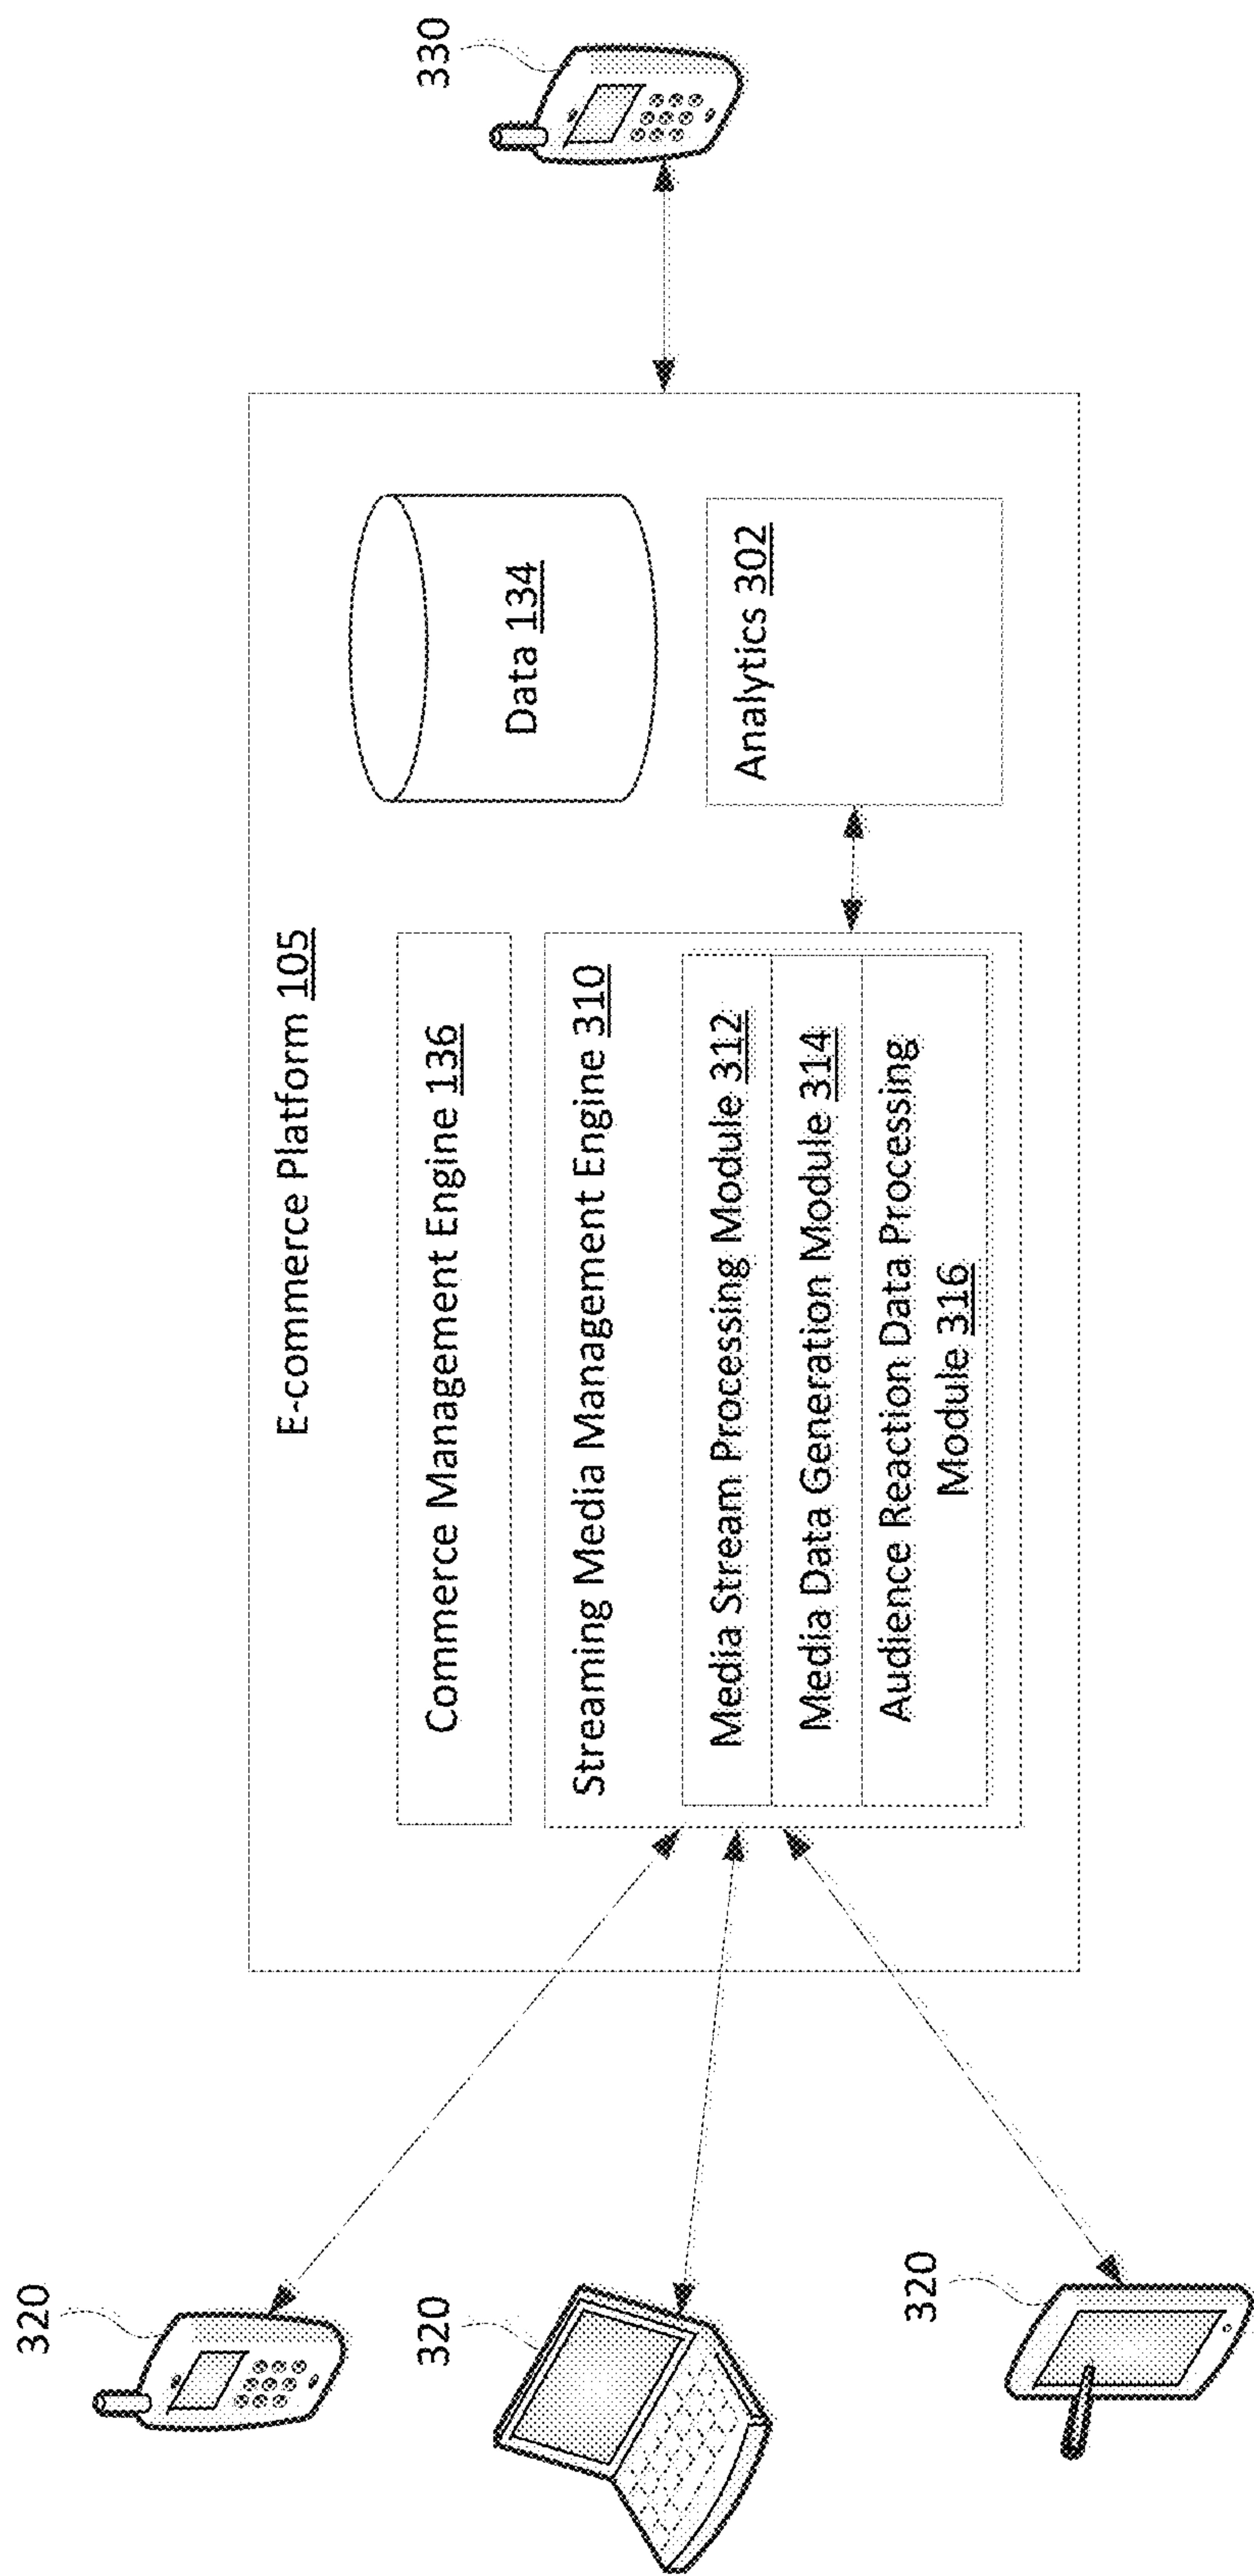 320
320
320
E-commerce Platform 105
Commerce Management Engine 136
Streaming Media Management Engine 310
Media Stream Processing Module 312
Media Data Generation Module 314
Audience Reaction Data Processing
Module 316
Data 134
Analytics 302
330